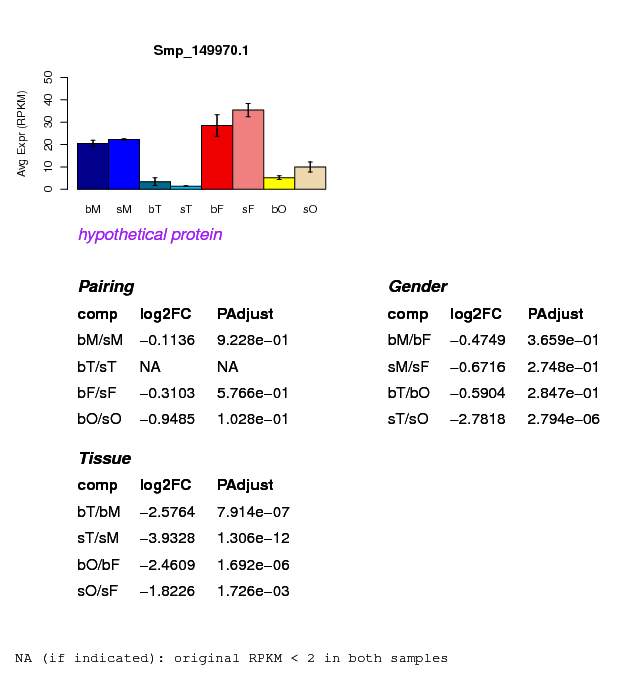 Smp_149970.1
Avg Expr (RPKM)
50
40
30
20
10
0
bM sM bT sT bF sF bO sO
hypothetical protein
Pairing
comp log2FC PAdjust
bM/sM −0.1136 9.228e−01
bT/sT NA NA
bF/sF −0.3103 5.766e−01
bO/sO −0.9485 1.028e−01
Gender
comp log2FC PAdjust
bM/bF −0.4749 3.659e−01
sM/sF −0.6716 2.748e−01
bT/bO −0.5904 2.847e−01
sT/sO −2.7818 2.794e−06
Tissue
comp log2FC PAdjust
bT/bM −2.5764 7.914e−07
sT/sM −3.9328 1.306e−12
bO/bF −2.4609 1.692e−06
sO/sF −1.8226 1.726e−03
NA (if indicated): original RPKM < 2 in both samples